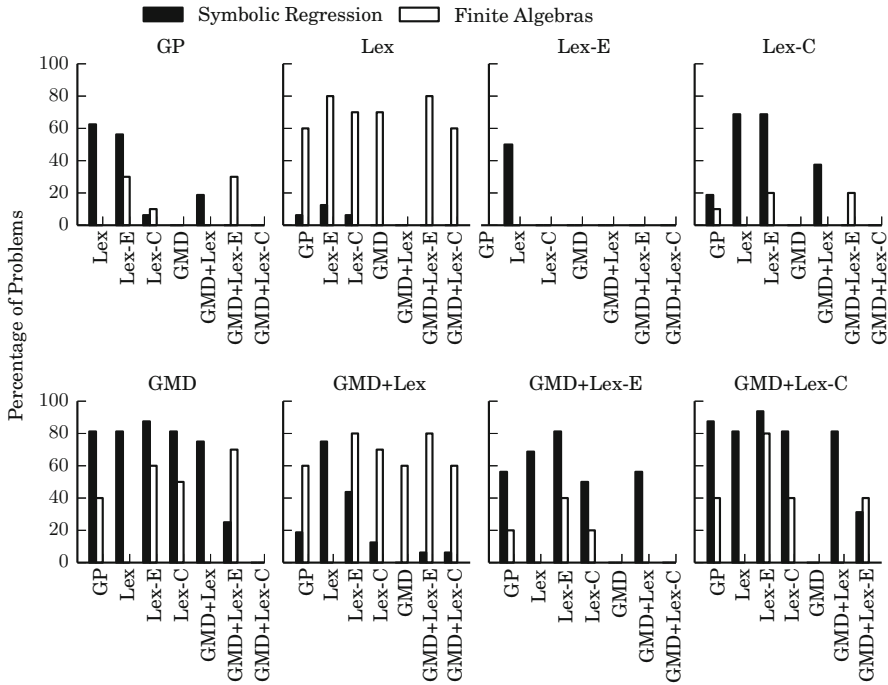 Symbolic Regression Finite Algebras
Percentage of Problems
GP
100
80
60
40
20
0
Lex
Lex-E
Lex-C
GMD
GMD+Lex
GMD+Lex-E
GMD+Lex-C
Lex
GP
Lex-E
Lex-C
GMD
GMD+Lex
GMD+Lex-E
GMD+Lex-C
Lex-E
GP
Lex
Lex-C
GMD
GMD+Lex
GMD+Lex-E
GMD+Lex-C
Lex-C
GP
Lex
Lex-E
GMD
GMD+Lex
GMD+Lex-E
GMD+Lex-C
GMD
100
80
60
40
20
0
GP
Lex
Lex-E
Lex-C
GMD+Lex
GMD+Lex-E
GMD+Lex-C
GMD+Lex
GP
Lex-E
Lex-C
GMD
GMD+Lex-E
GMD+Lex-C
GMD+Lex-E
GP
Lex
Lex-E
Lex-C
GMD
GMD+Lex
GMD+Lex-C
GMD+Lex-C
GP
Lex
Lex-E
Lex-C
GMD
GMD+Lex
GMD+Lex-E